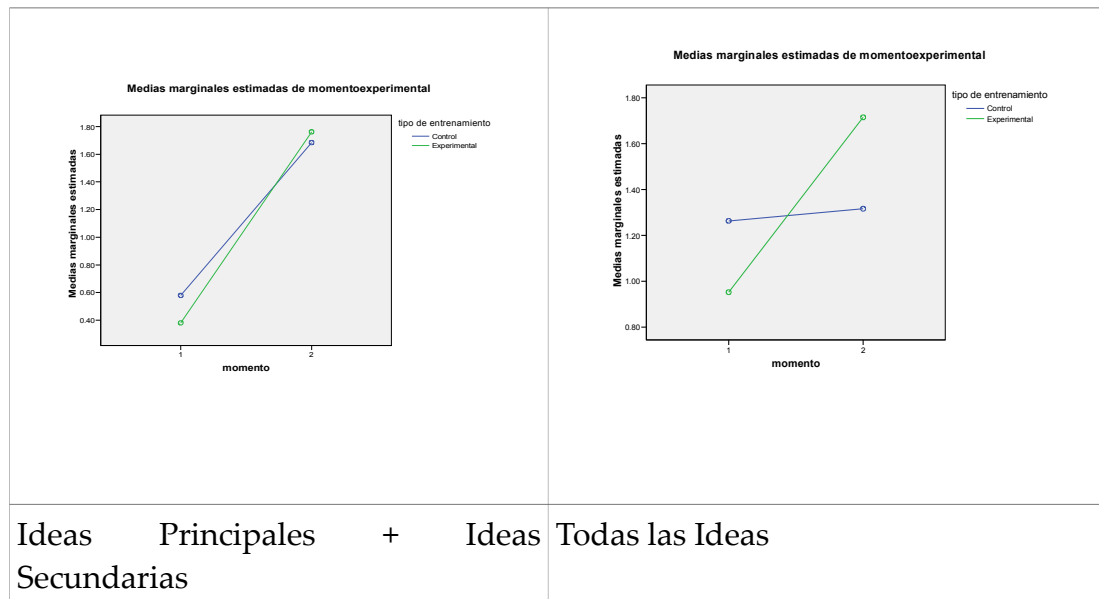 Medias marginales estimadas de momentoexperimental
tipo de entrenamiento
Control
Experimental
Medias marginales estimadas
1.80
1.60
1.40
1.20
1.00
0.80
0.60
0.40
1
2
momento
Medias marginales estimadas de momentoexperimental
tipo de entrenamiento
Control
Experimental
Medias marginales estimadas
1.80
1.60
1.40
1.20
1.00
0.80
1
2
momento
Ideas Principales + Ideas
Secundarias
Todas las Ideas